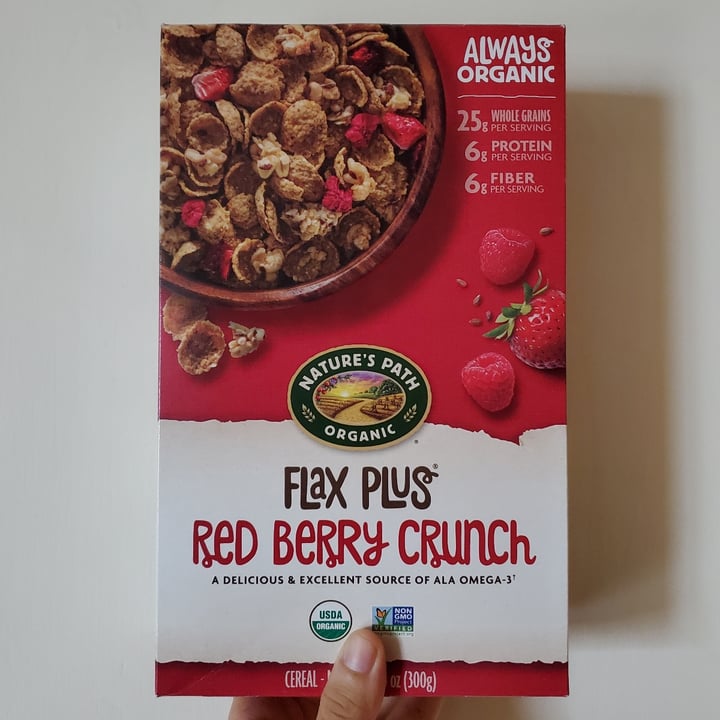 ALWAYS
ORGANIC
25g WHOLE GRAINS
PER SERVING
6g PROTEIN
PER SERVING
6g FIBER
PER SERVING
NATURE'S PATH
ORGANIC
®
FLAX PLUS®
RED BERRY CRUNCH
A DELICIOUS & EXCELLENT SOURCE OF ALA OMEGA-3†
USDA
ORGANIC
NON
GMO
Project
VERIFIED
CEREAL - oz (300g)